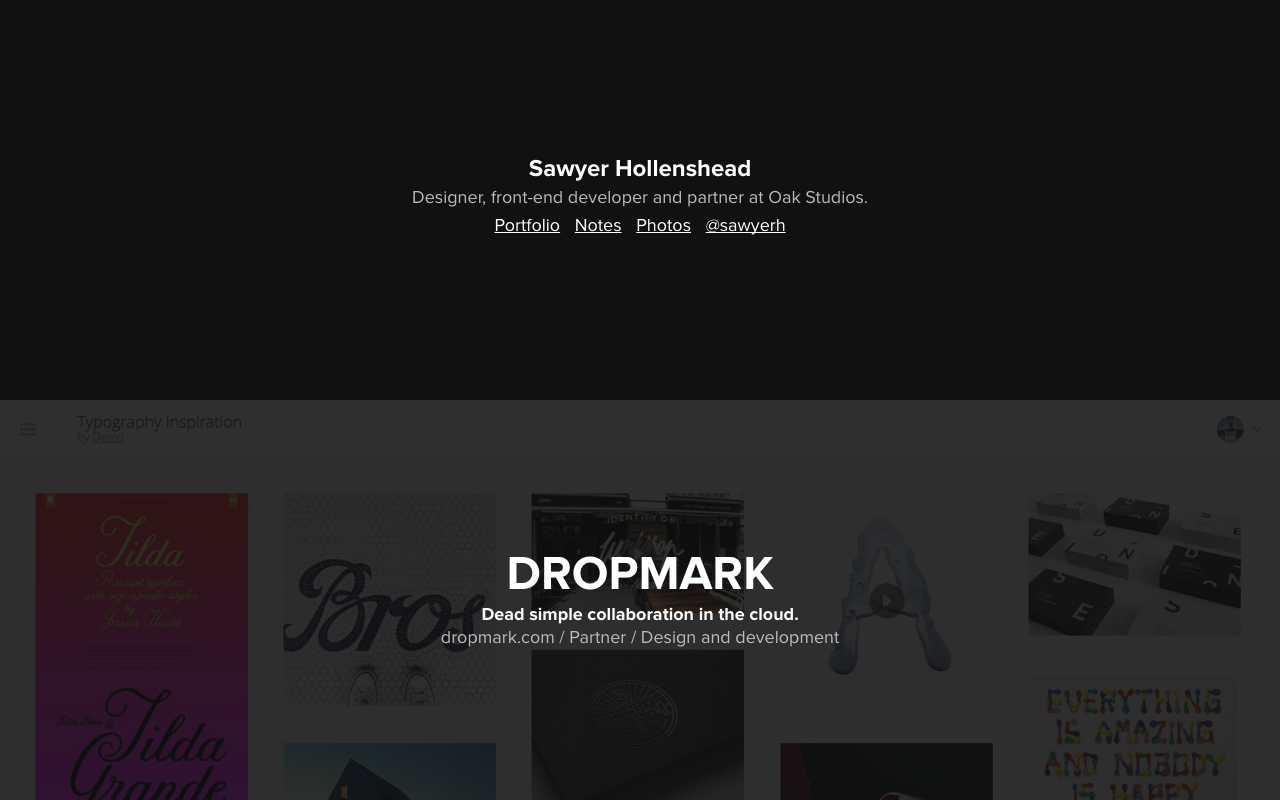 Sawyer Hollenshead
Designer, front-end developer and partner at Oak Studios.
Portfolio Notes Photos @sawyerh
Typography Inspiration
by Demo
Tilda
A script typeface
with size specific styles
by
Jessica Hische
Bros
IDENTITY OF
DROPMARK
Dead simple collaboration in the cloud.
dropmark.com / Partner / Design and development
Tilda
Grande
EVERYTHING
IS AMAZING
AND NOBODY
IS HAPPY